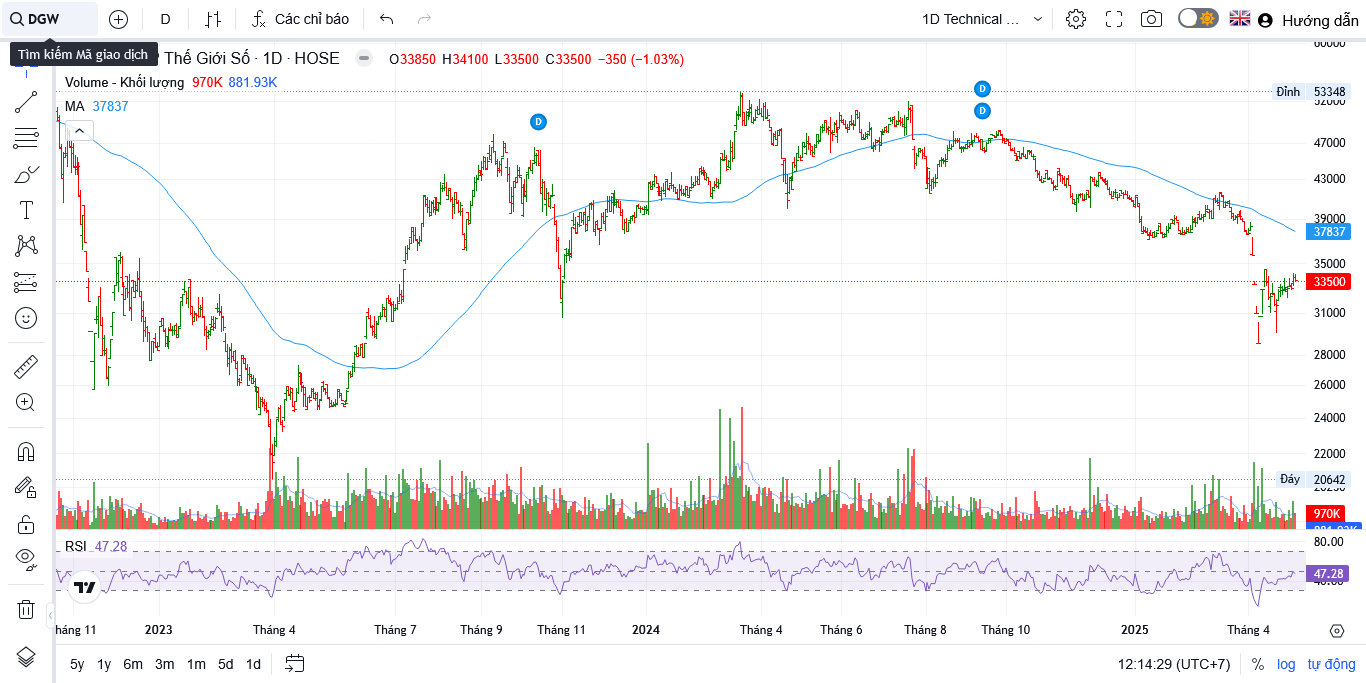 DGW
D
Các chỉ báo
1D Technical ...
Hướng dẫn
Tìm kiếm Mã giao dịch
Thế Giới Số · 1D · HOSE
O33850 H34100 L33500 C33500 −350 (−1.03%)
Volume - Khối lượng 970K 881.93K
MA 37837
D
D
D
60000
Đỉnh 53348
52000
47000
43000
39000
37837
35000
33500
31000
28000
26000
24000
22000
Đáy 20642
970K
881.93K
RSI 47.28
80.00
47.28
40.00
háng 11 2023 Tháng 4 Tháng 7 Tháng 9 Tháng 11 2024 Tháng 4 Tháng 6 Tháng 8 Tháng 10 2025 Tháng 4
5y 1y 6m 3m 1m 5d 1d
12:14:29 (UTC+7) % log tự động